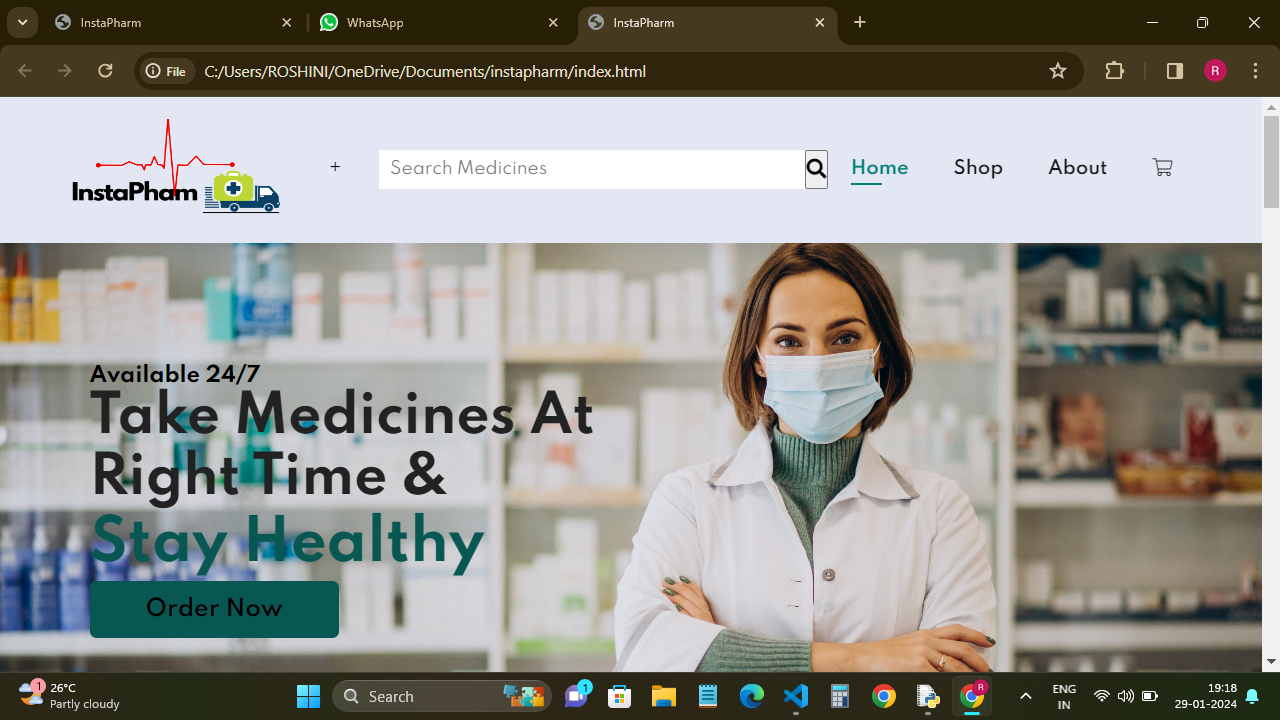 InstaPharm
WhatsApp
InstaPharm
File
C:/Users/ROSHINI/OneDrive/Documents/instapharm/index.html
R
InstaPham
+
Search Medicines
Home
Shop
About
Available 24/7
Take Medicines At
Right Time &
Stay Healthy
Order Now
1
26°C
Partly cloudy
Search
1
R
ENG
IN
19:18
29-01-2024